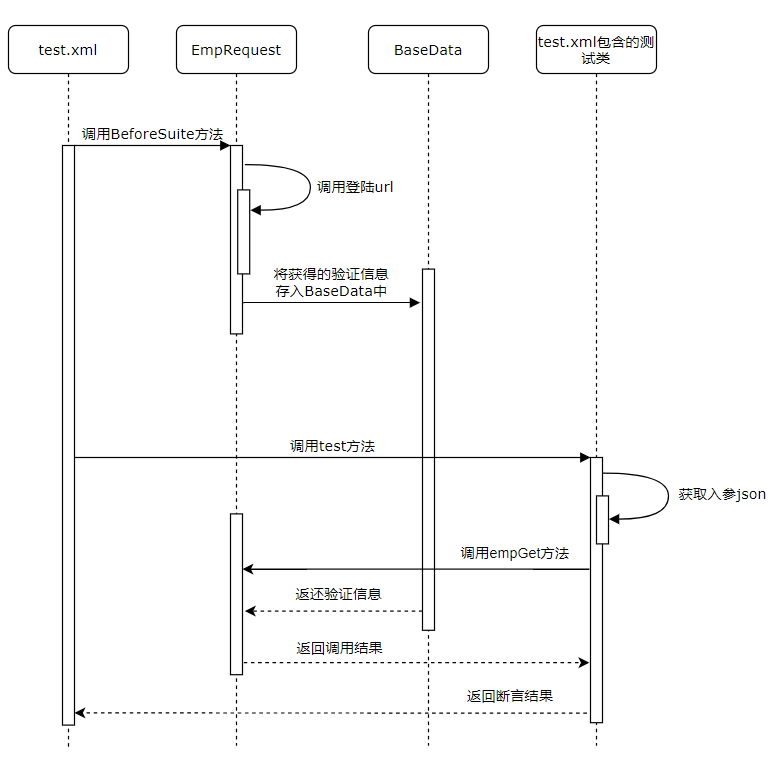 test.xml
EmpRequest
BaseData
test.xml包含的测
试类
调用BeforeSuite方法
调用登陆url
将获得的验证信息
存入BaseData中
调用test方法
获取入参json
调用empGet方法
返还验证信息
返回调用结果
返回断言结果